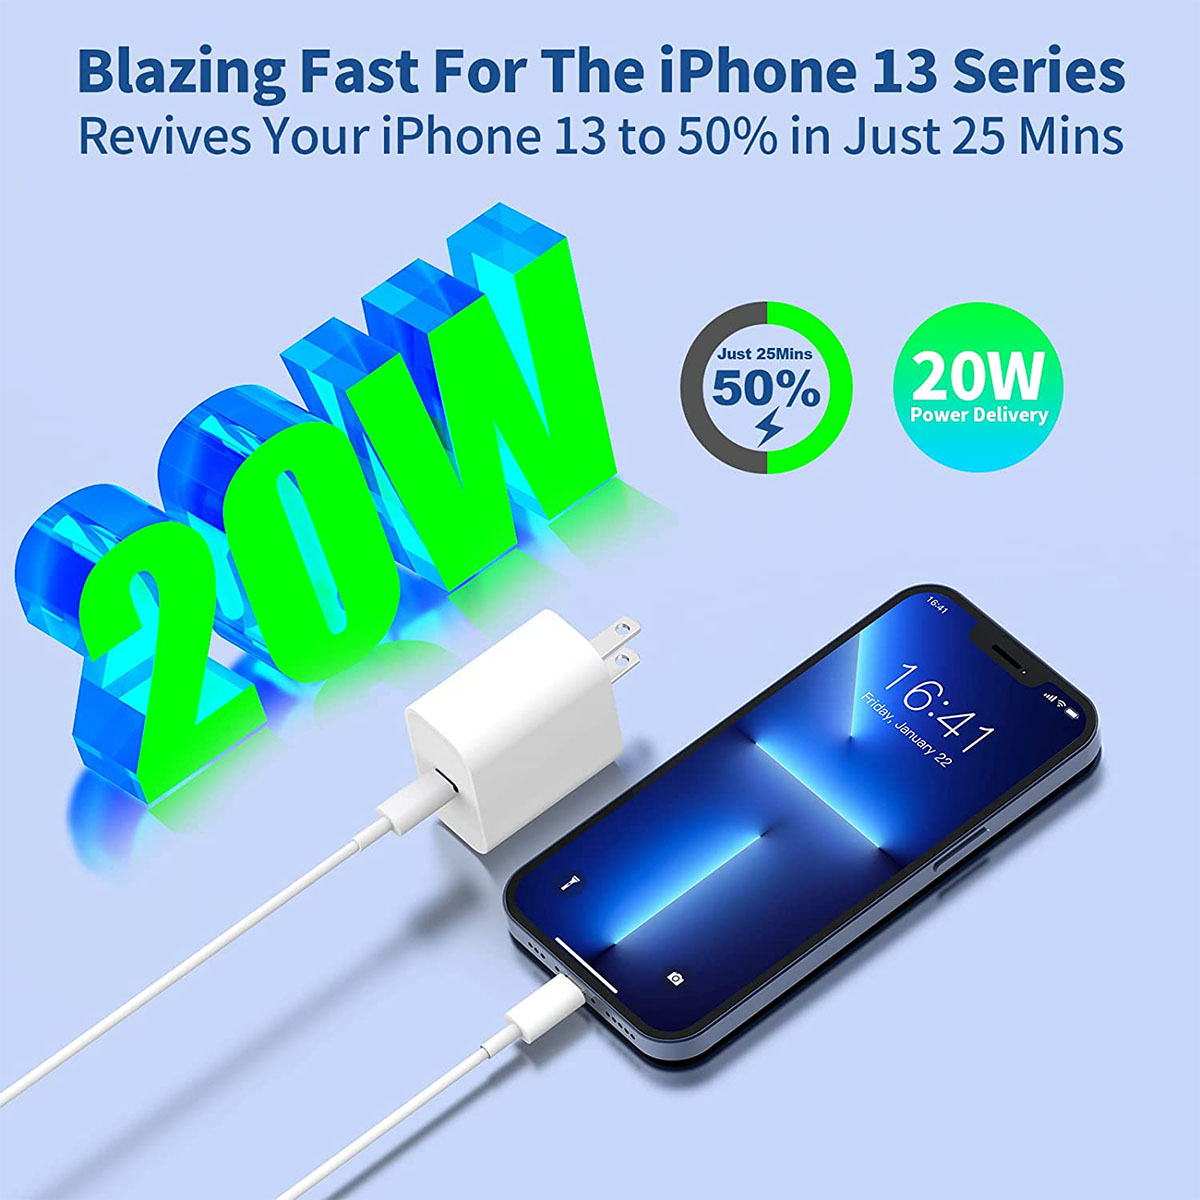 Blazing Fast For The iPhone 13 Series
Revives Your iPhone 13 to 50% in Just 25 Mins
20W
Just 25Mins
50%
20W
Power Delivery
16:41
16:41
Friday, January 22